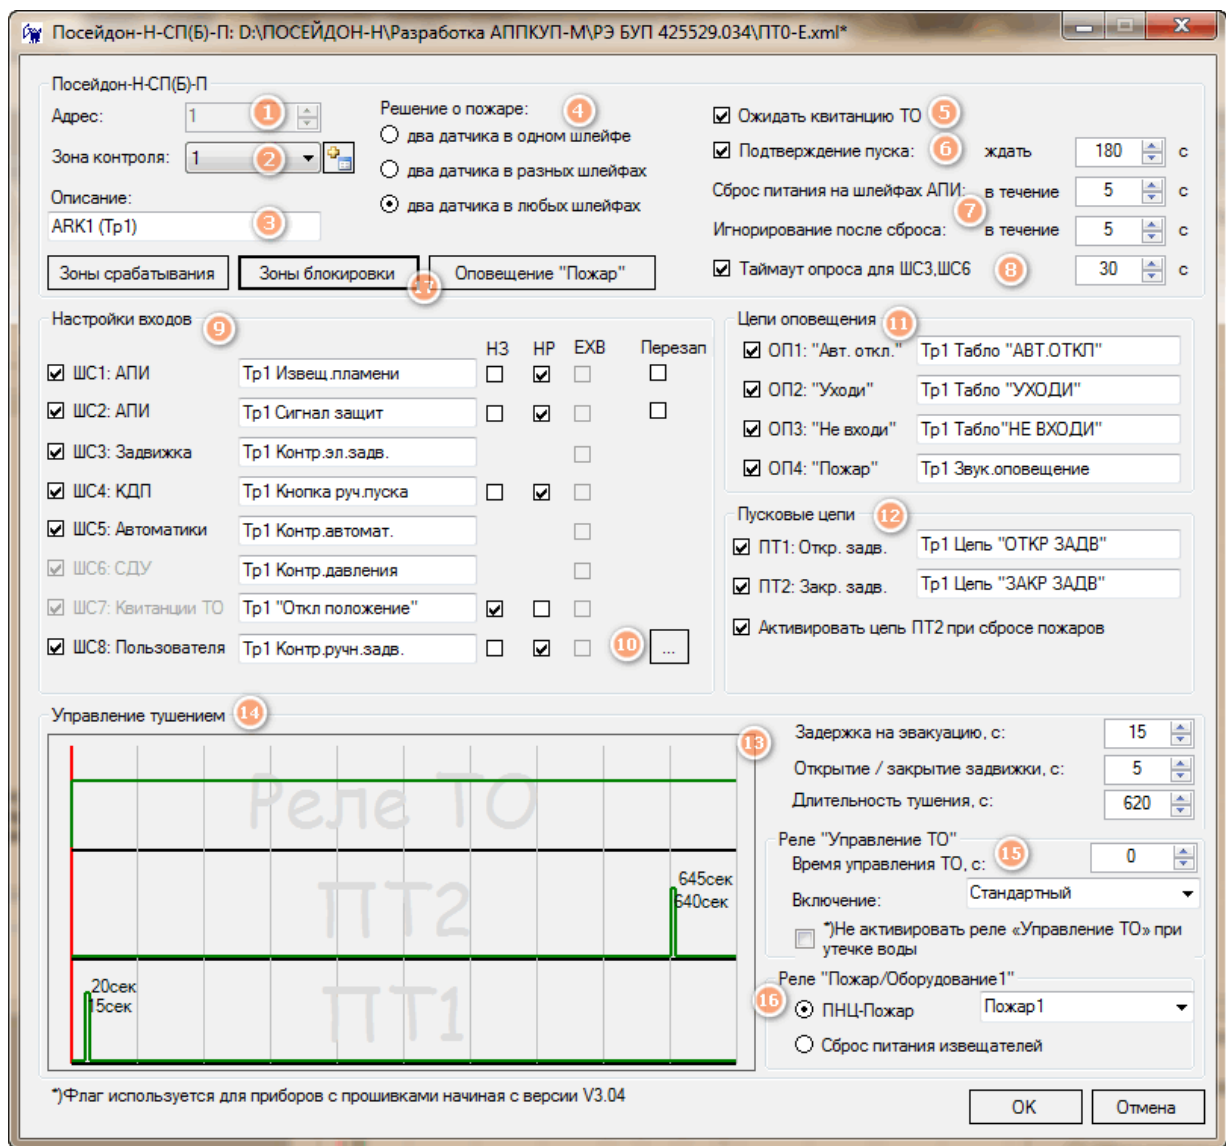 Посейдон-Н-СП(Б)-П: D:\ПОСЕЙДОН-Н\Разработка АППКУП-М\РЭ БУП 425529.034\ПТ0-Е.xml*
Посейдон-Н-СП(Б)-П
Адрес: 1 1
Зона контроля: 1 2
Описание:
ARK1 (Тр1) 3
Решение о пожаре: 4
два датчика в одном шлейфе
два датчика в разных шлейфах
два датчика в любых шлейфах
Ожидать квитанцию ТО 5
Подтверждение пуска: 6 ждать 180 с
Сброс питания на шлейфах АПИ: в течение 5 с
7
Игнорирование после сброса: в течение 5 с
Таймаут опроса для ШС3,ШС6 8 30 с
Зоны срабатывания Зоны блокировки 17 Оповещение "Пожар"
Настройки входов 9
НЗ НР EXB Перезап
ШС1: АПИ Тр1 Извещ.пламени
ШС2: АПИ Тр1 Сигнал защит
ШС3: Задвижка Тр1 Контр.эл.задв.
ШС4: КДП Тр1 Кнопка руч.пуска
ШС5: Автоматики Тр1 Контр.автомат.
ШС6: СДУ Тр1 Контр.давления
ШС7: Квитанции ТО Тр1 "Откл положение"
ШС8: Пользователя Тр1 Контр.ручн.задв. 10 ...
Цепи оповещения 11
ОП1: "Авт. откл." Тр1 Табло "АВТ.ОТКЛ"
ОП2: "Уходи" Тр1 Табло "УХОДИ"
ОП3: "Не входи" Тр1 Табло"НЕ ВХОДИ"
ОП4: "Пожар" Тр1 Звук.оповещение
Пусковые цепи 12
ПТ1: Откр. задв. Тр1 Цепь "ОТКР ЗАДВ"
ПТ2: Закр. задв. Тр1 Цепь "ЗАКР ЗАДВ"
Активировать цепь ПТ2 при сбросе пожаров
Управление тушением 14
Реле ТО
ПТ2
645сек
640сек
ПТ1
20сек
15сек
13
Задержка на эвакуацию, с: 15
Открытие / закрытие задвижки, с: 5
Длительность тушения, с: 620
Реле "Управление ТО"
Время управления ТО, с: 15 0
Включение: Стандартный
*)Не активировать реле «Управление ТО» при
утечке воды
Реле "Пожар/Оборудование1"
16 ПНЦ-Пожар Пожар1
Сброс питания извещателей
*)Флаг используется для приборов с прошивками начиная с версии V3.04
OK Отмена